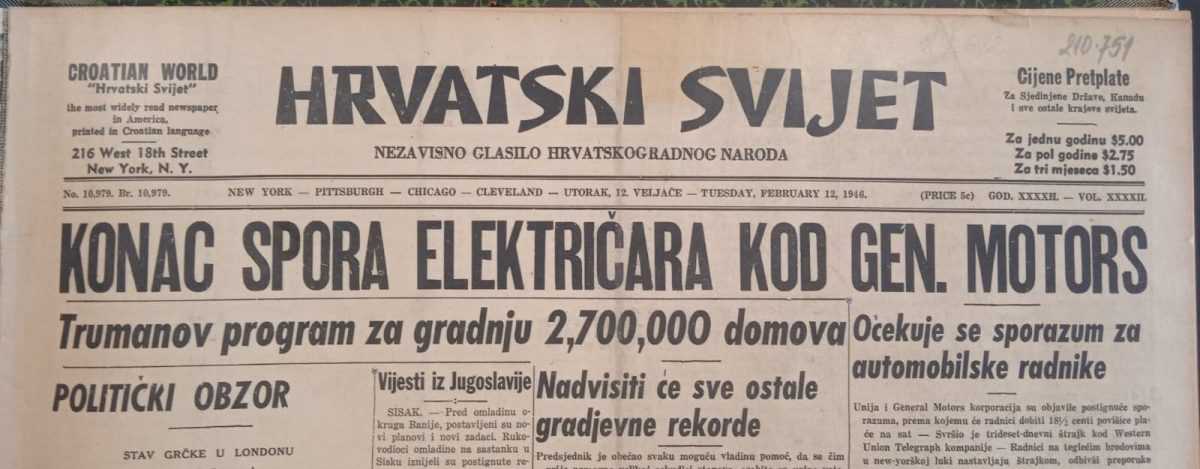 210.751
CROATIAN WORLD
"Hrvatski Svijet"
the most widely read newspaper
in America,
printed in Croatian language
216 West 18th Street
New York, N. Y.
HRVATSKI SVIJET
NEZAVISNO GLASILO HRVATSKOG RADNOG NARODA
Cijene Pretplate
Za Sjedinjene Države, Kanadu
i sve ostale krajeve svijeta.
Za jednu godinu $5.00
Za pol godine $2.75
Za tri mjeseca $1.50
No. 10,979. Br. 10,979.
NEW YORK — PITTSBURGH — CHICAGO — CLEVELAND — UTORAK, 12. VELJAČE — TUESDAY, FEBRUARY 12, 1946.
(PRICE 5c) GOD. XXXXII. — VOL. XXXXII.
KONAC SPORA ELEKTRIČARA KOD GEN. MOTORS
Trumanov program za gradnju 2,700,000 domova
POLITIČKI OBZOR
STAV GRČKE U LONDONU
Vijesti iz Jugoslavije
SISAK. — Pred omladinu o-
kruga Banije, postavljeni su no-
vi planovi i novi zadaci. Ruko-
vodioci omladine na sastanku u
Sisku iznijeli su postignute re-
Nadvisiti će sve ostale
gradjevne rekorde
Predsjednik je obećao svaku moguću vladinu pomoć, da se čim
Očekuje se sporazum za
automobilske radnike
Unija i General Motors korporacija su objavile postignuće spo-
razuma, prema kojemu će radnici dobiti 18½ centi povišice pla-
će na sat — Svršio je trideset-dnevni štrajk kod Western
Union Telegraph kompanije — Radnici na teglećim brodovima
u new-yorškoj luki nastavljaju štrajkom, odbivši preporuke